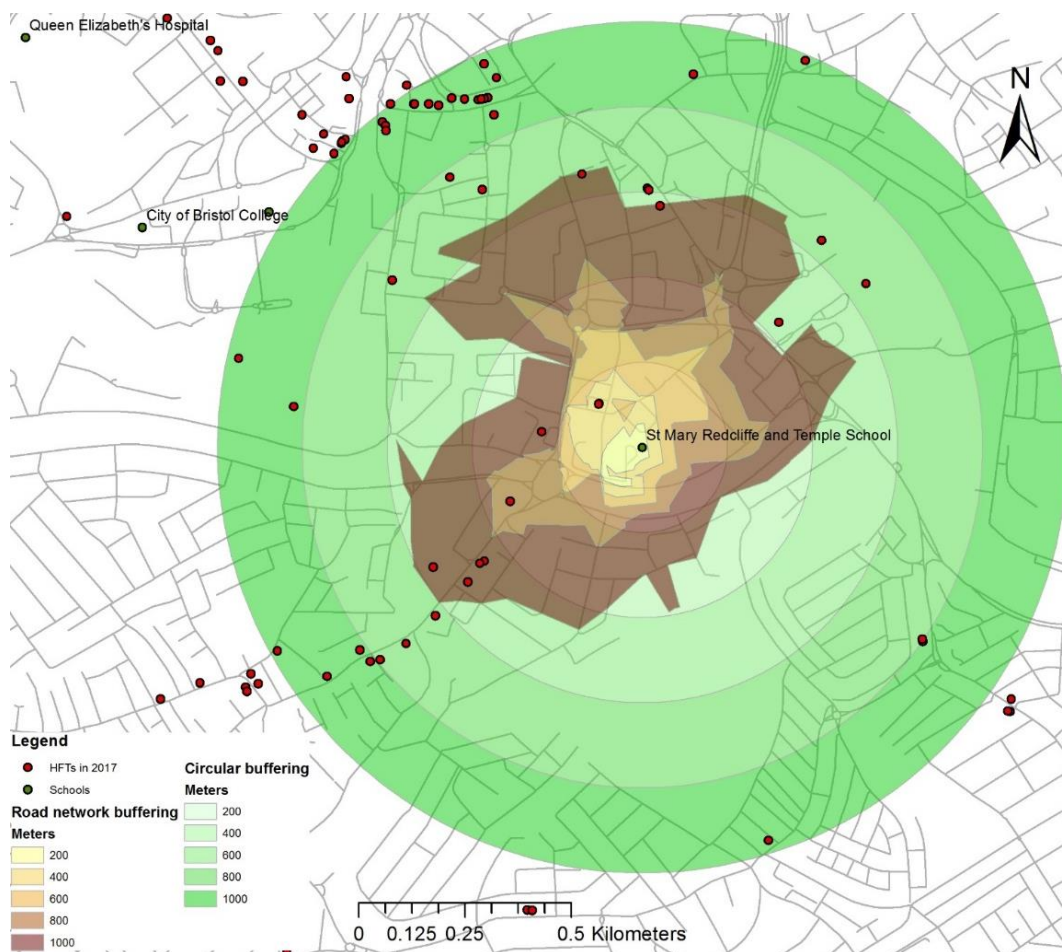 Queen Elizabeth's Hospital
N
City of Bristol College
St Mary Redcliffe and Temple School
Legend
HFTs in 2017
Schools
Road network buffering
Meters
200
400
600
800
1000
Circular buffering
Meters
200
400
600
800
1000
0 0.125 0.25 0.5 Kilometers